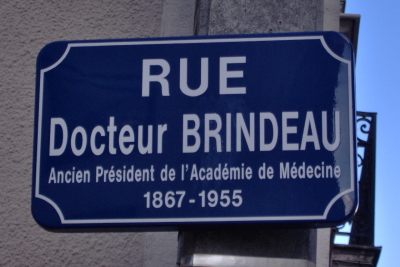 RUE
Docteur BRINDEAU
Ancien Président de l'Académie de Médecine
1867-1955